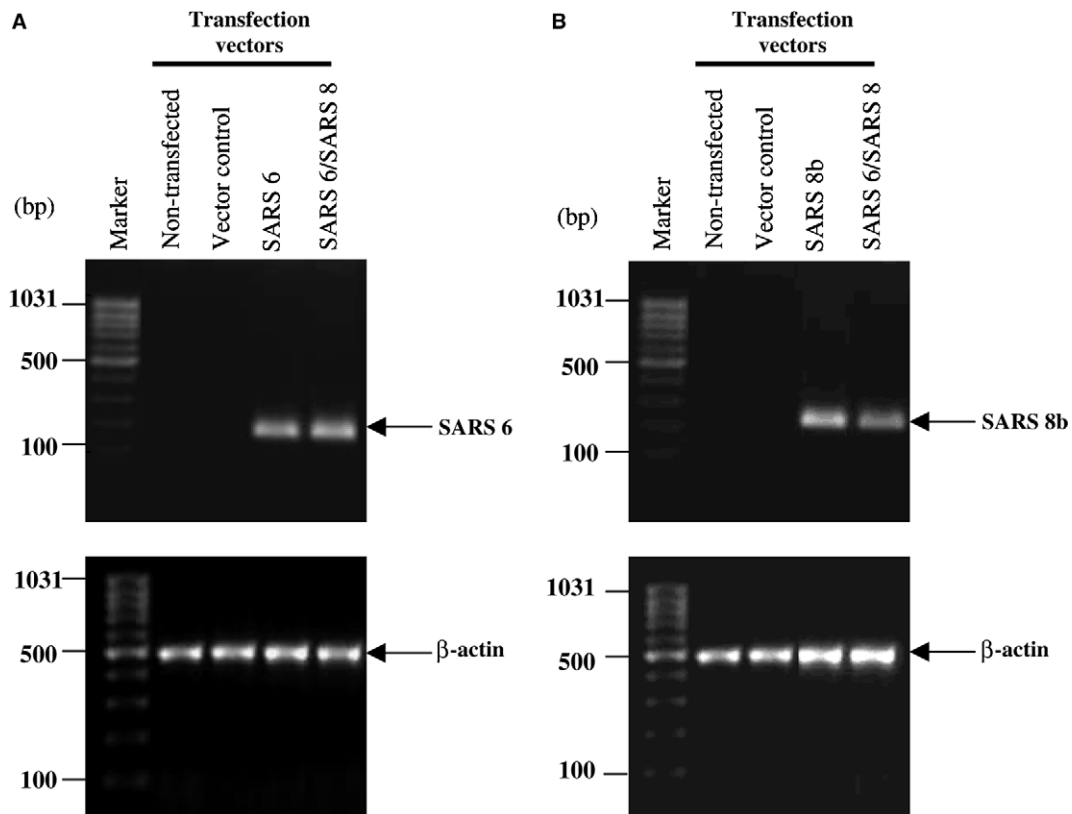 A
Transfection
vectors
(bp)
Marker
Non-transfected
Vector control
SARS 6
SARS 6/SARS 8
1031
500
100
SARS 6
1031
500
100
β-actin
B
Transfection
vectors
(bp)
Marker
Non-transfected
Vector control
SARS 8b
SARS 6/SARS 8
1031
500
100
SARS 8b
1031
500
100
β-actin